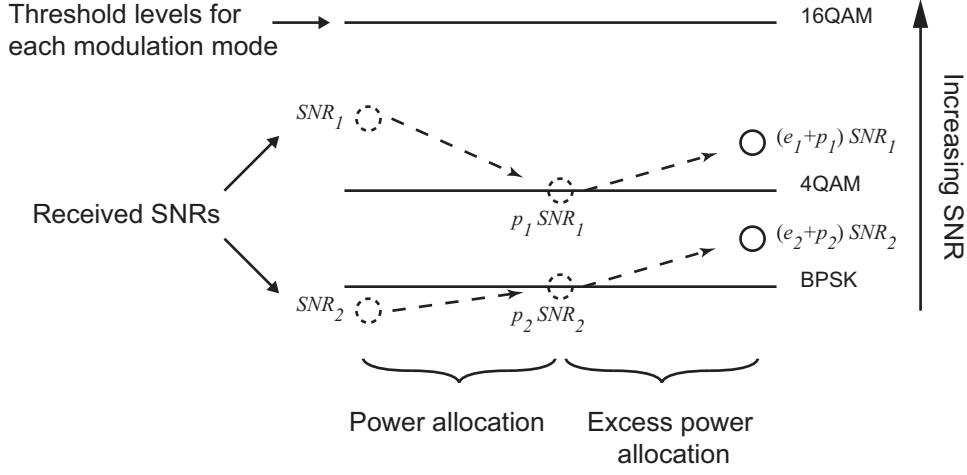 Threshold levels for
each modulation mode
16QAM
SNR1
(e1+p1) SNR1
4QAM
Received SNRs
p1 SNR1
(e2+p2) SNR2
BPSK
SNR2
p2 SNR2
Increasing SNR
Power allocation
Excess power
allocation